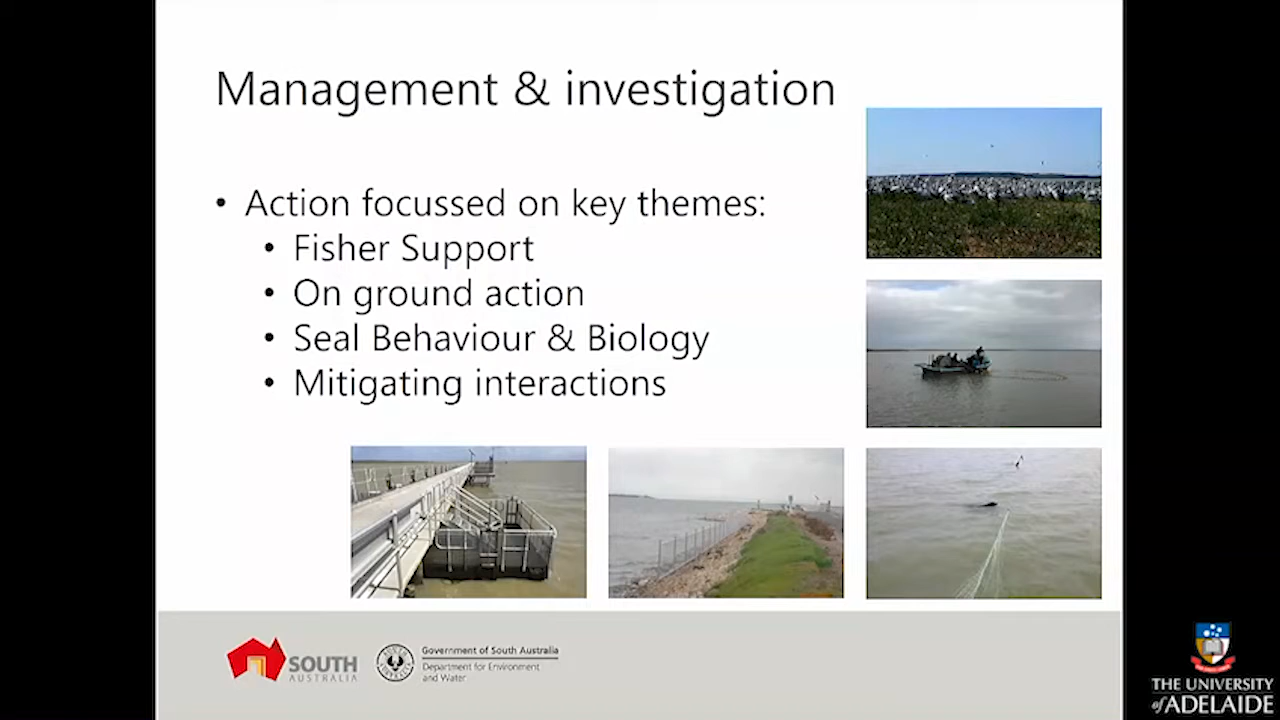 Management & investigation
• Action focussed on key themes:
• Fisher Support
• On ground action
• Seal Behaviour & Biology
• Mitigating interactions
SOUTH
AUSTRALIA
Government of South Australia
Department for Environment
and Water
THE UNIVERSITY
of ADELAIDE